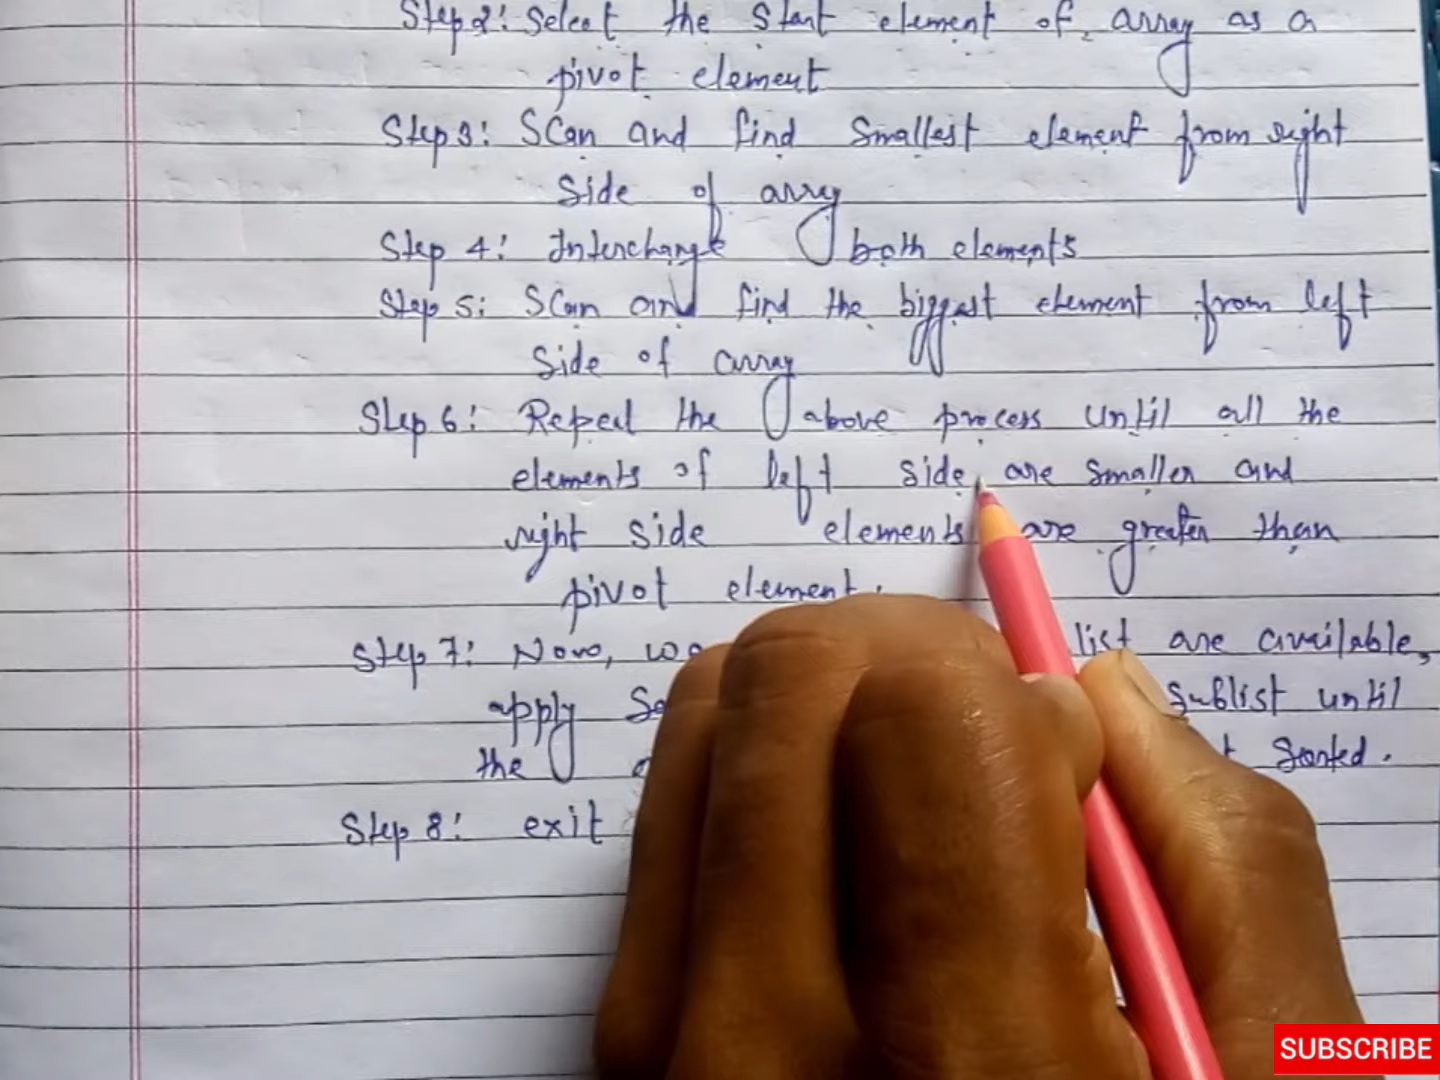 Step 2: Select the Start element of array as a
pivot element
Step 3: Scan and find Smallest element from right
Side of array
Step 4: Interchange both elements
Step 5: Scan and find the biggest element from left
Side of array
Step 6: Repeat the above process until all the
elements of left side are smaller and
right side elements are greater than
pivot element.
Step 7: Now, list are available,
apply sublist until
the sorted.
Step 8: exit
SUBSCRIBE